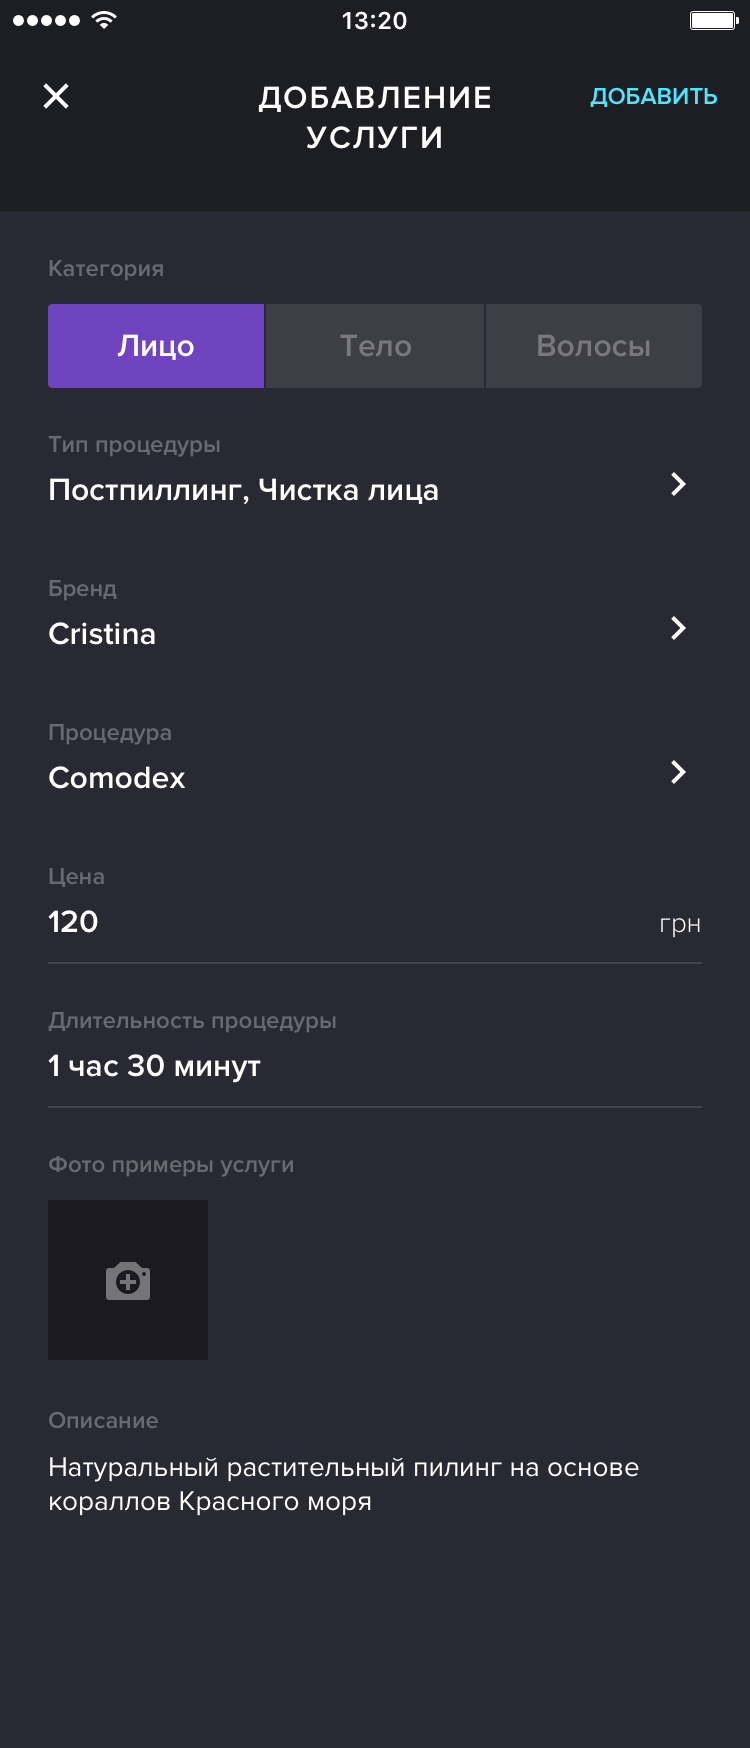 13:20
ДОБАВЛЕНИЕ
УСЛУГИ
ДОБАВИТЬ
Категория
Лицо
Тело
Волосы
Тип процедуры
Постпиллинг, Чистка лица
Бренд
Cristina
Процедура
Comodex
Цена
120
грн
Длительность процедуры
1 час 30 минут
Фото примеры услуги
Описание
Натуральный растительный пилинг на основе
кораллов Красного моря